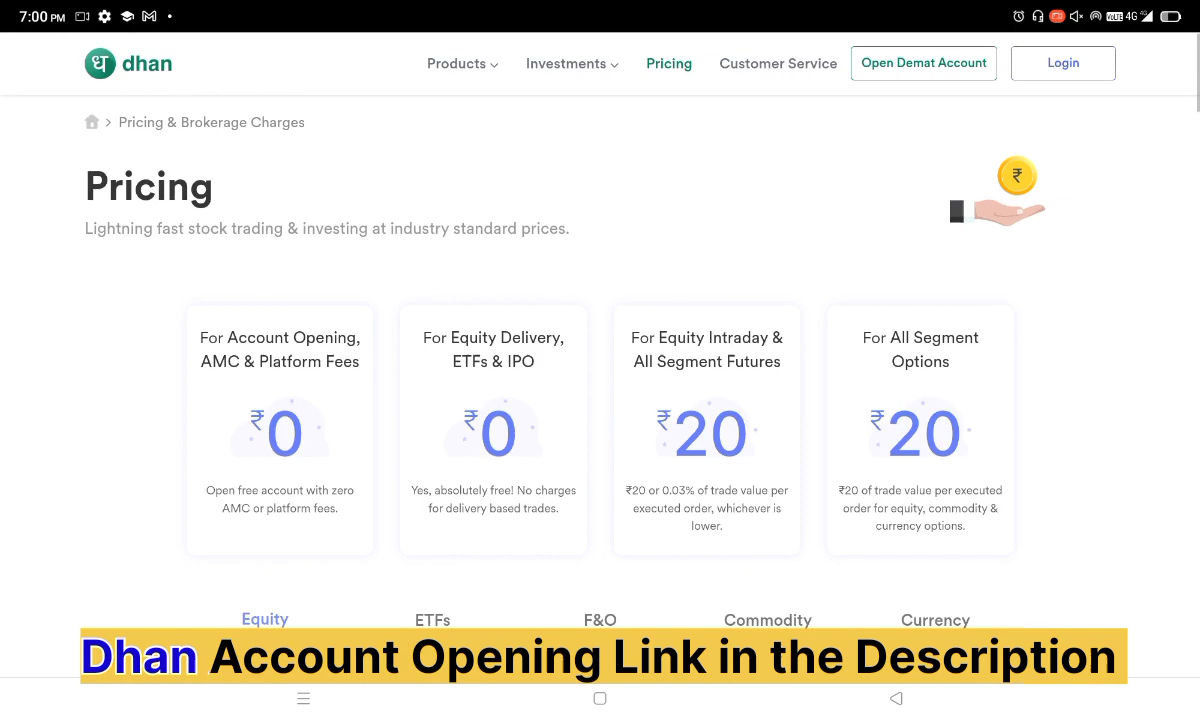 7:00 PM
VoLTE 4G 4G
ध dhan
Products Investments Pricing Customer Service Open Demat Account Login
> Pricing & Brokerage Charges
Pricing
Lightning fast stock trading & investing at industry standard prices.
₹
For Account Opening,
AMC & Platform Fees
₹0
Open free account with zero
AMC or platform fees.
For Equity Delivery,
ETFs & IPO
₹0
Yes, absolutely free! No charges
for delivery based trades.
For Equity Intraday &
All Segment Futures
₹20
₹20 or 0.03% of trade value per
executed order, whichever is
lower.
For All Segment
Options
₹20
₹20 of trade value per executed
order for equity, commodity &
currency options.
Equity ETFs F&O Commodity Currency
Dhan Account Opening Link in the Description